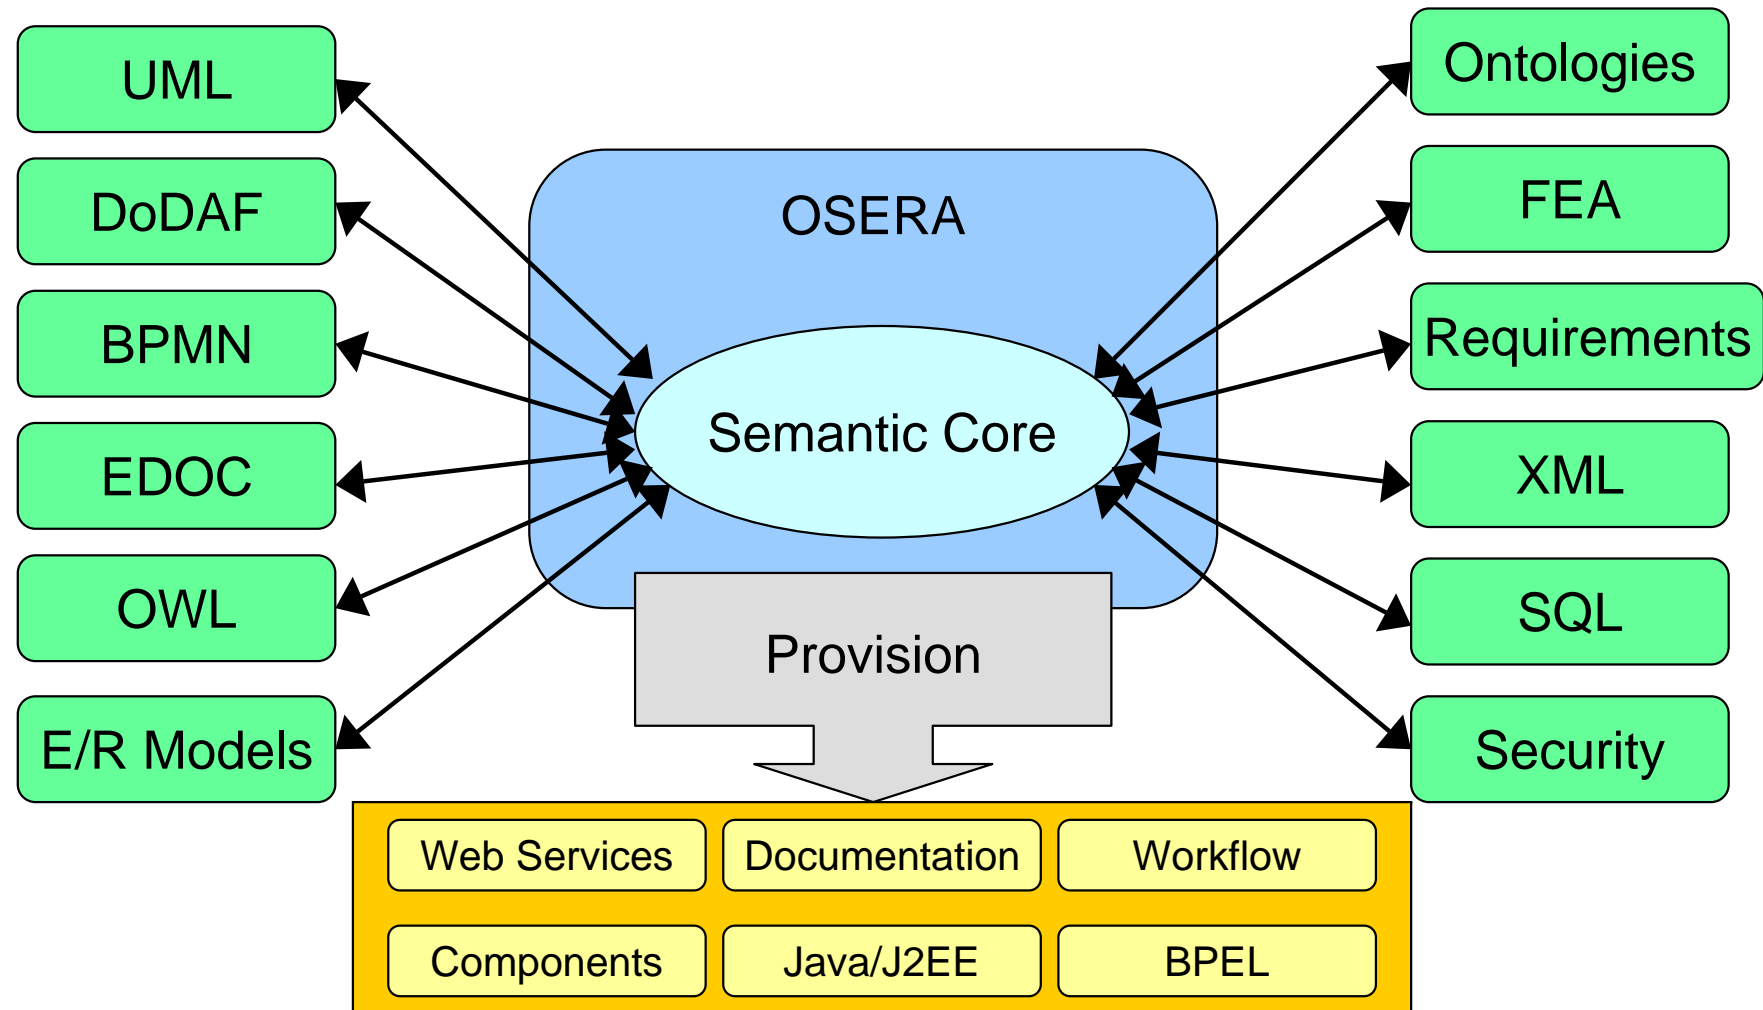 UML
DoDAF
BPMN
EDOC
OWL
E/R Models
OSERA
Semantic Core
Provision
Ontologies
FEA
Requirements
XML
SQL
Security
Web Services
Documentation
Workflow
Components
Java/J2EE
BPEL